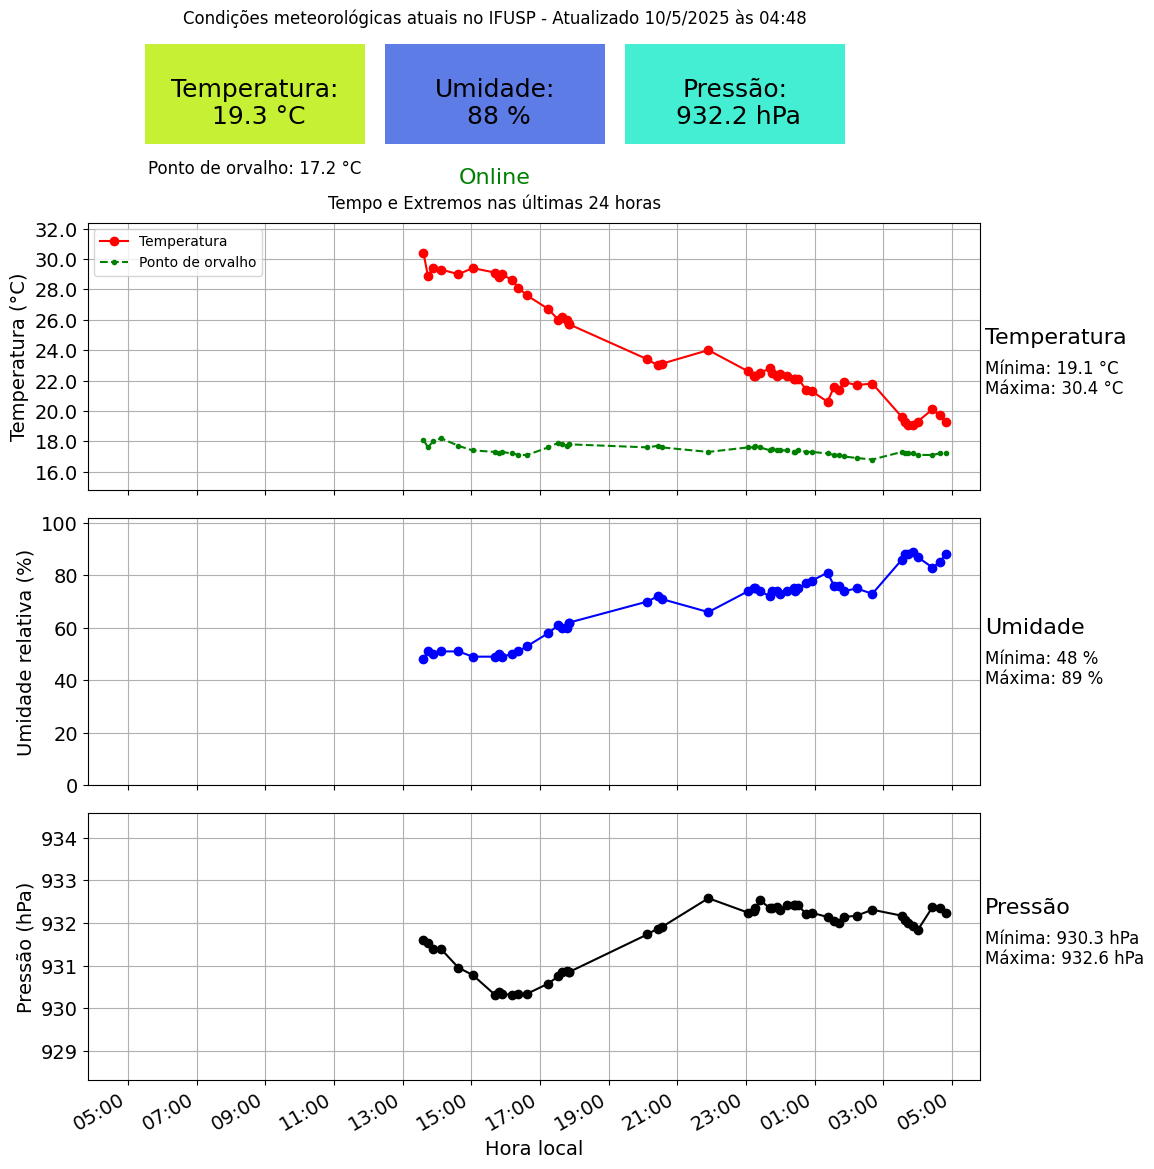 Condições meteorológicas atuais no IFUSP - Atualizado 10/5/2025 às 04:48
Temperatura:
19.3 °C
Umidade:
88 %
Pressão:
932.2 hPa
Ponto de orvalho: 17.2 °C
Online
Tempo e Extremos nas últimas 24 horas
Temperatura (°C)
32.0
30.0
28.0
26.0
24.0
22.0
20.0
18.0
16.0
Temperatura
Ponto de orvalho
Temperatura
Mínima: 19.1 °C
Máxima: 30.4 °C
Umidade relativa (%)
100
80
60
40
20
0
Umidade
Mínima: 48 %
Máxima: 89 %
Pressão (hPa)
934
933
932
931
930
929
Pressão
Mínima: 930.3 hPa
Máxima: 932.6 hPa
05:00 07:00 09:00 11:00 13:00 15:00 17:00 19:00 21:00 23:00 01:00 03:00 05:00
Hora local